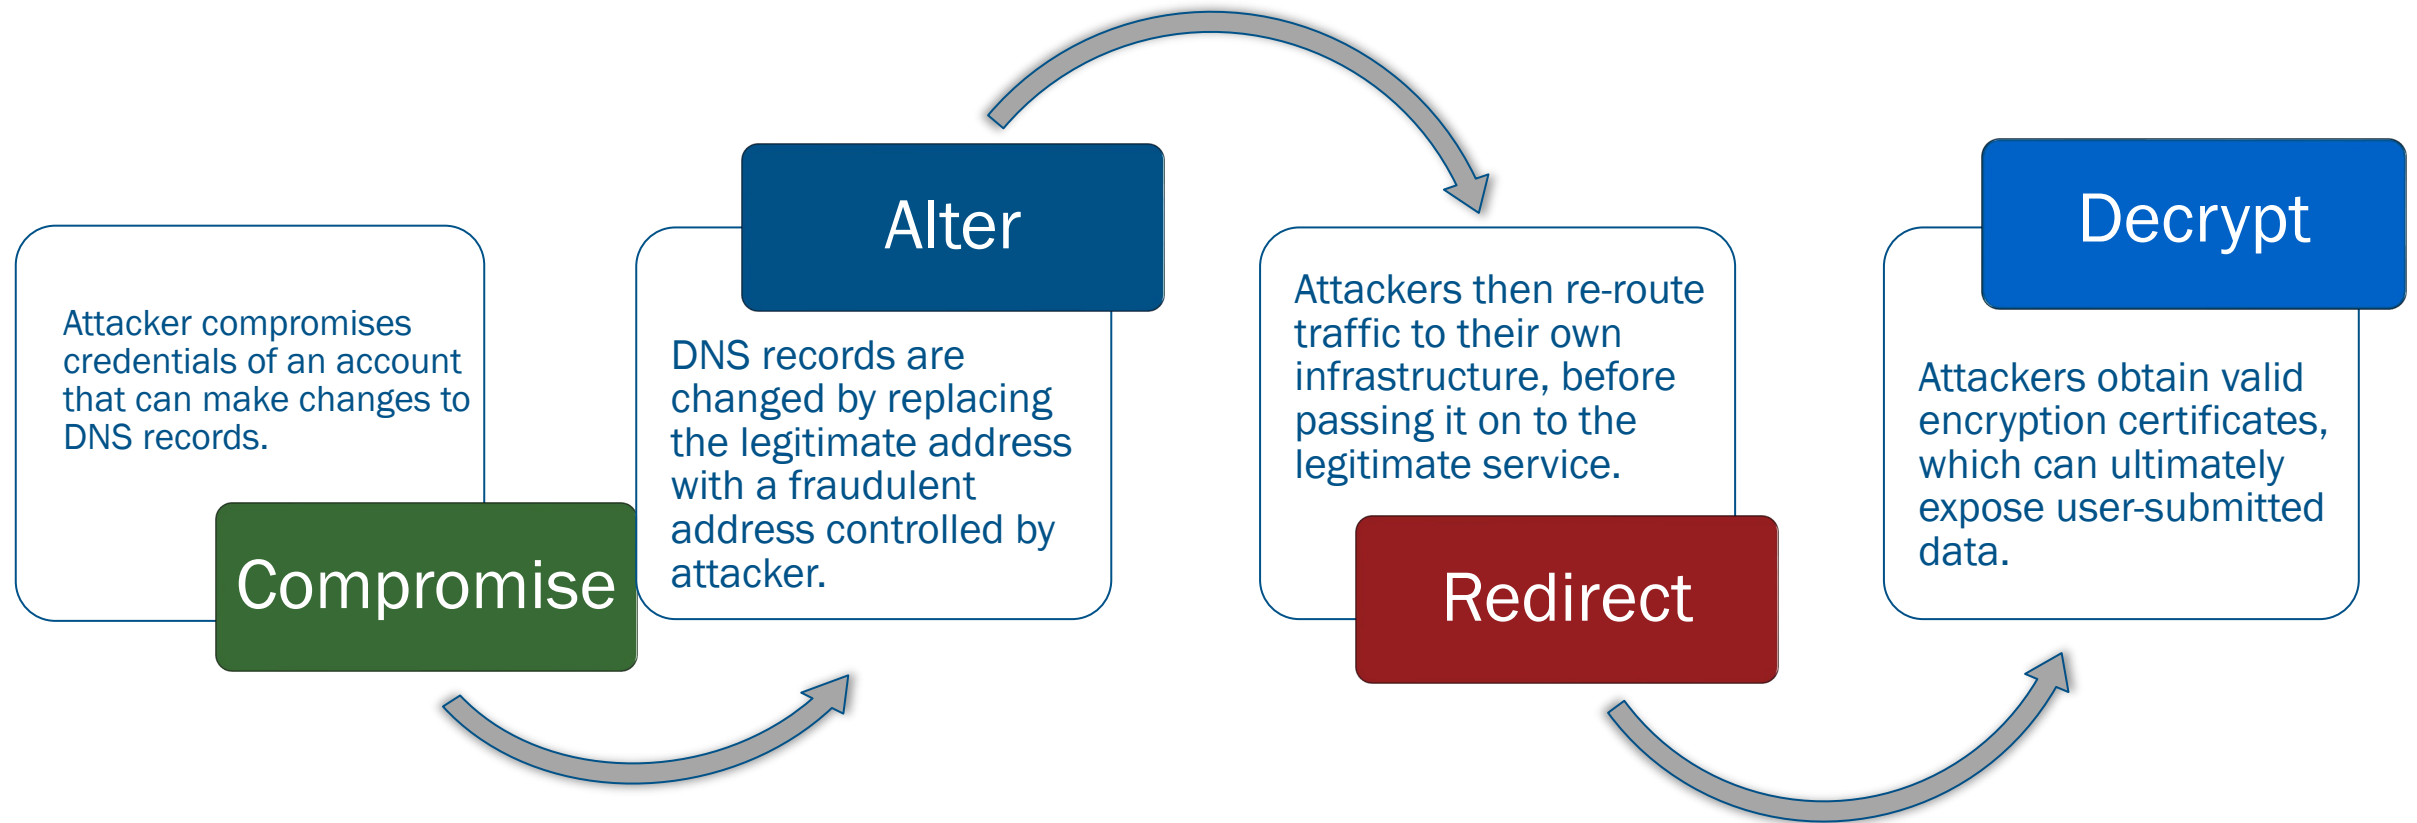 Attacker compromises
credentials of an account
that can make changes to
DNS records.
Compromise
Alter
DNS records are
changed by replacing
the legitimate address
with a fraudulent
address controlled by
attacker.
Attackers then re-route
traffic to their own
infrastructure, before
passing it on to the
legitimate service.
Redirect
Decrypt
Attackers obtain valid
encryption certificates,
which can ultimately
expose user-submitted
data.